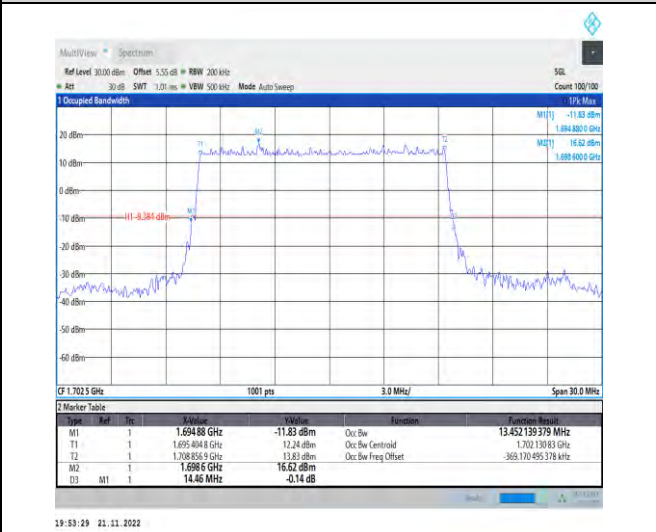 MultiView Spectrum
Ref Level 30.00 dBm Offset 5.55 dB RBW 200 kHz SGL
Att 30 dB SWT 1.01 ms VBW 500 kHz Mode Auto Sweep Count 100/100
1 Occupied Bandwidth 1Pk Max
M1[1] -11.83 dBm
1.694 880 0 GHz
M2[1] 16.62 dBm
1.698 600 0 GHz
20 dBm
M2
T1
T2
10 dBm
0 dBm
M1
-10 dBm
H1 -9.384 dBm
-20 dBm
-30 dBm
-40 dBm
-50 dBm
-60 dBm
CF 1.702 5 GHz 1001 pts 3.0 MHz/ Span 30.0 MHz
2 Marker Table
Type Ref Trc X-Value Y-Value Function Function Result
M1 1 1.694 88 GHz -11.83 dBm Occ Bw 13.452 139 379 MHz
T1 1 1.695 404 8 GHz 12.24 dBm Occ Bw Centroid 1.702 130 83 GHz
T2 1 1.708 856 9 GHz 13.83 dBm Occ Bw Freq Offset -369.170 495 378 kHz
M2 1 1.698 6 GHz 16.62 dBm
D3 M1 1 14.46 MHz -0.14 dB
19:53:29 21.11.2022